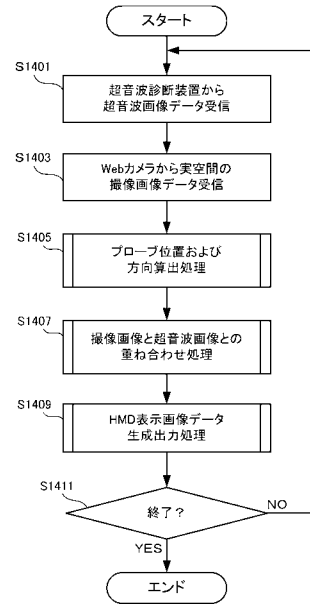 スタート
S1401
超音波診断装置から
超音波画像データ受信
S1403
Webカメラから実空間の
撮像画像データ受信
S1405
プローブ位置および
方向算出処理
S1407
撮像画像と超音波画像との
重ね合わせ処理
S1409
HMD表示画像データ
生成出力処理
S1411
終了？
NO
YES
エンド